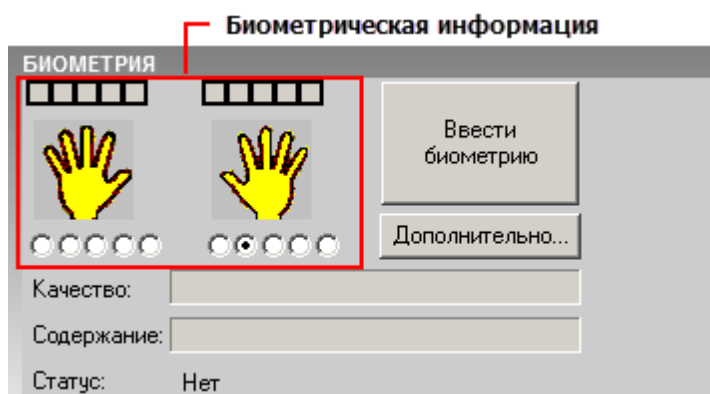 Биометрическая информация
БИОМЕТРИЯ
Ввести
биометрию
Дополнительно...
Качество:
Содержание:
Статус: Нет